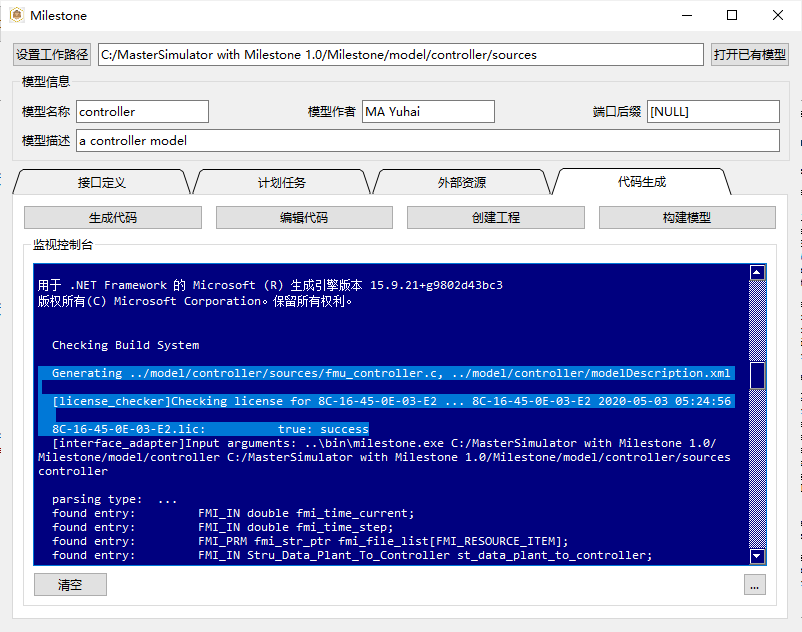 Milestone
设置工作路径 C:/MasterSimulator with Milestone 1.0/Milestone/model/controller/sources 打开已有模型
模型信息
模型名称 controller 模型作者 MA Yuhai 端口后缀 [NULL]
模型描述 a controller model
接口定义 计划任务 外部资源 代码生成
生成代码 编辑代码 创建工程 构建模型
监视控制台
用于 .NET Framework 的 Microsoft (R) 生成引擎版本 15.9.21+g9802d43bc3
版权所有(C) Microsoft Corporation。保留所有权利。
Checking Build System
Generating ../model/controller/sources/fmu_controller.c, ../model/controller/modelDescription.xml
[license_checker]Checking license for 8C-16-45-0E-03-E2 ... 8C-16-45-0E-03-E2 2020-05-03 05:24:56
8C-16-45-0E-03-E2.lic: true: success
[interface_adapter]Input arguments: ..\bin\milestone.exe C:/MasterSimulator with Milestone 1.0/
Milestone/model/controller C:/MasterSimulator with Milestone 1.0/Milestone/model/controller/sources
controller
parsing type: ...
found entry: FMI_IN double fmi_time_current;
found entry: FMI_IN double fmi_time_step;
found entry: FMI_PRM fmi_str_ptr fmi_file_list[FMI_RESOURCE_ITEM];
found entry: FMI_IN Stru_Data_Plant_To_Controller st_data_plant_to_controller;
清空 ...